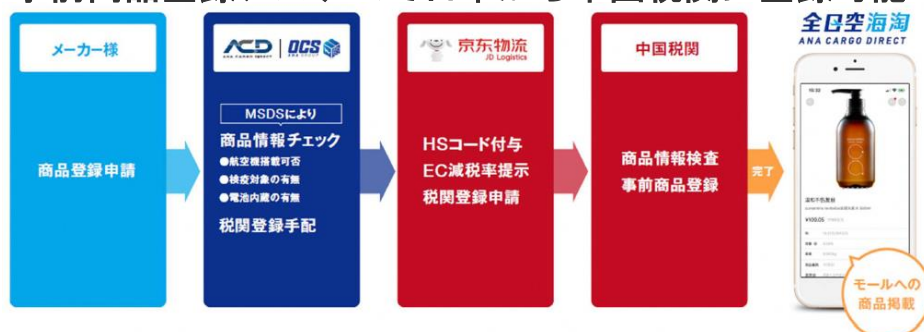 メーカー様
商品登録申請
ACD
ANA CARGO DIRECT
OCS
ANA GROUP
MSDSにより
商品情報チェック
●航空機搭載可否
●検疫対象の有無
●電池内蔵の有無
税関登録手配
京东物流
JD Logistics
HSコード付与
EC減税率提示
税関登録申請
中国税関
商品情報検査
事前商品登録
完了
全日空海淘
ANA CARGO DIRECT
モールへの
商品掲載